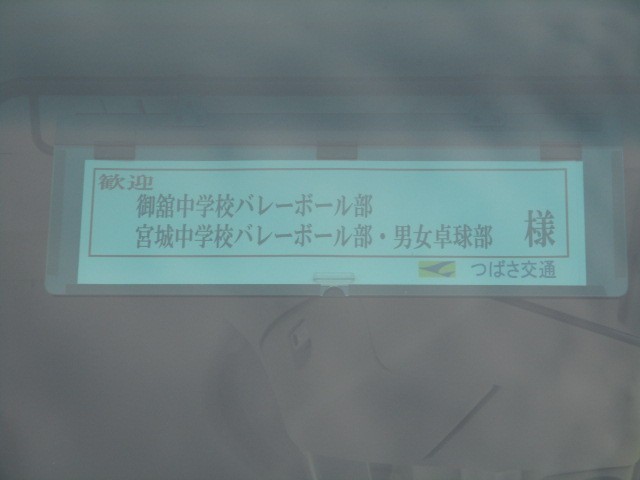 歓迎
御舘中学校バレーボール部
宮城中学校バレーボール部・男女卓球部 様
つばさ交通